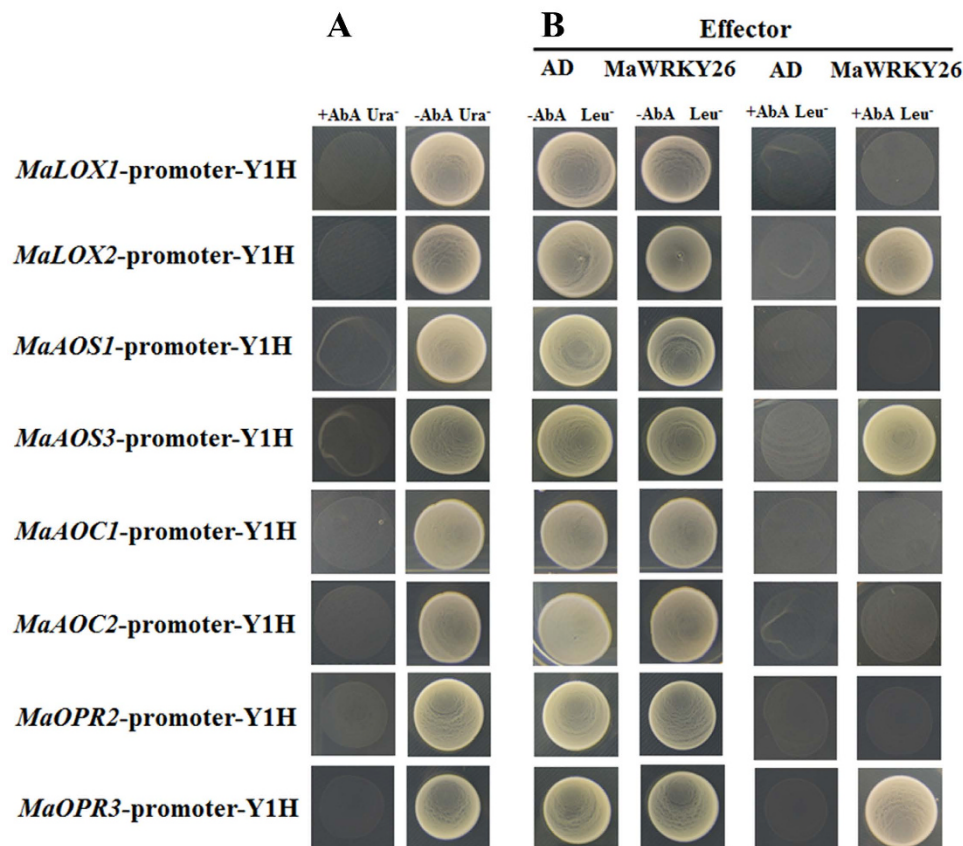 A
B
Effector
AD MaWRKY26 AD MaWRKY26
+AbA Ura⁻ -AbA Ura⁻ -AbA Leu⁻ -AbA Leu⁻ +AbA Leu⁻ +AbA Leu⁻
MaLOX1-promoter-Y1H
MaLOX2-promoter-Y1H
MaAOS1-promoter-Y1H
MaAOS3-promoter-Y1H
MaAOC1-promoter-Y1H
MaAOC2-promoter-Y1H
MaOPR2-promoter-Y1H
MaOPR3-promoter-Y1H